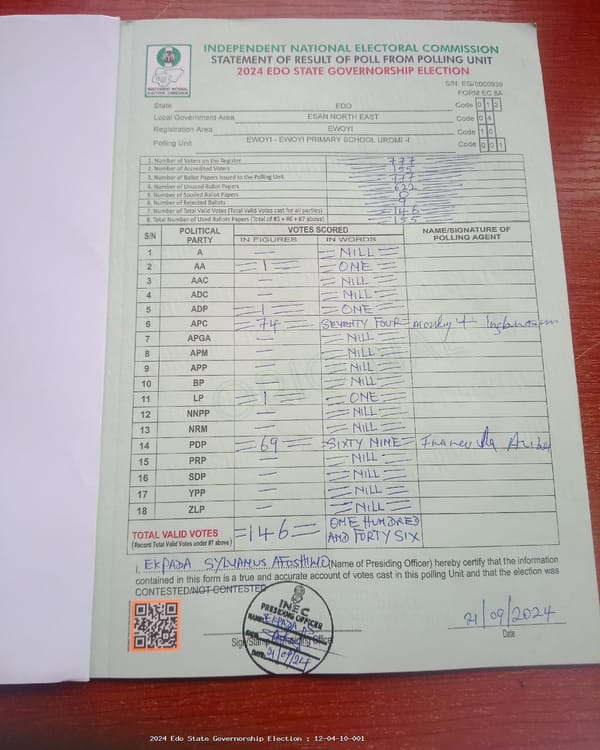 INDEPENDENT NATIONAL ELECTORAL COMMISSION
STATEMENT OF RESULT OF POLL FROM POLLING UNIT
2024 EDO STATE GOVERNORSHIP ELECTION
S/N: EG/0000939
FORM EC 8A
State EDO Code 0 1 2
Local Government Area ESAN NORTH EAST Code 0 4
Registration Area EWOYI Code 1 0
Polling Unit EWOYI - EWOYI PRIMARY SCHOOL UROMI -4 Code 0 0 1
1. Number of Voters on the Register 777
2. Number of Accredited Voters 155
3. Number of Ballot Papers Issued to the Polling Unit 777
4. Number of Unused Ballot Papers 622
5. Number of Spoiled Ballot Papers 0
6. Number of Rejected Ballots 9
7. Number of Total Valid Votes (Total Valid Votes cast for all parties) 146
8. Total Number of Used Ballots Papers (Total of #5 + #6 + #7 above) 155
S/N POLITICAL PARTY VOTES SCORED IN FIGURES IN WORDS NAME/SIGNATURE OF POLLING AGENT
1 A — NILL
2 AA 1 ONE
3 AAC — NILL
4 ADC — NILL
5 ADP 1 ONE
6 APC 74 SEVENTY FOUR
7 APGA — NILL
8 APM — NILL
9 APP — NILL
10 BP — NILL
11 LP 1 ONE
12 NNPP — NILL
13 NRM — NILL
14 PDP 69 SIXTY NINE
15 PRP — NILL
16 SDP — NILL
17 YPP — NILL
18 ZLP — NILL
TOTAL VALID VOTES 146 ONE HUNDRED AND FORTY SIX
(Record Total Valid Votes under #7 above)
I, EKPADA SYLVANUS (Name of Presiding Officer) hereby certify that the information
contained in this form is a true and accurate account of votes cast in this polling Unit and that the election was
CONTESTED/NOT CONTESTED
INEC
PRESIDING OFFICER
NAME: EKPADA
DATE: 21/09/24
Sign/Stamp of Presiding Officer
21/09/2024
Date
2024 Edo State Governorship Election : 12-04-10-001